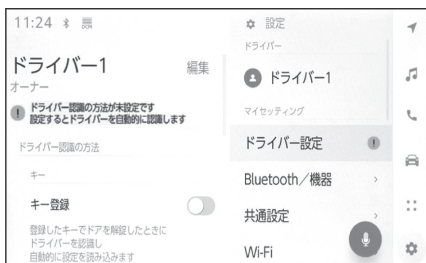 11:24
ドライバー1
編集
オーナー
ドライバー認識の方法が未設定です
設定するとドライバーを自動的に認識します
ドライバー認識の方法
キー
キー登録
登録したキーでドアを解錠したときに
ドライバーを認識し
自動的に設定を読み込みます
設定
ドライバー
ドライバー1
マイセッティング
ドライバー設定
Bluetooth/機器
共通設定
Wi-Fi